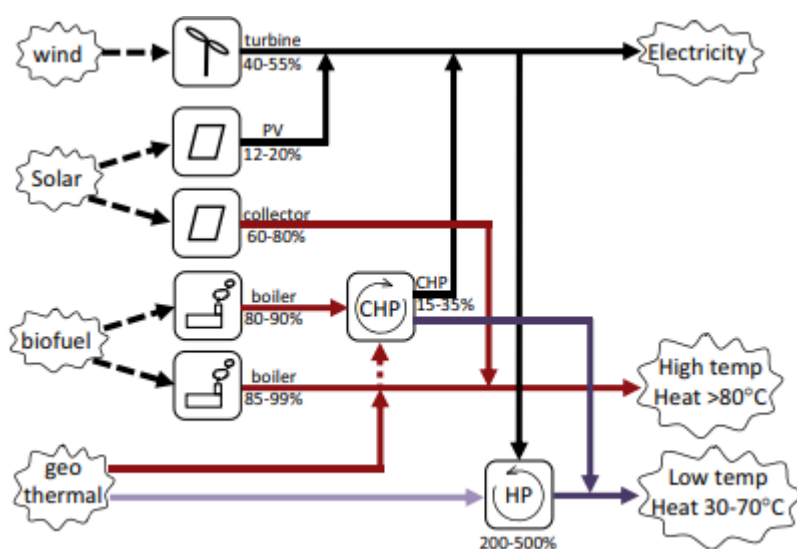 wind
turbine
40-55%
Electricity
PV
12-20%
Solar
collector
60-80%
boiler
80-90%
CHP
CHP
15-35%
biofuel
boiler
85-99%
High temp
Heat >80°C
geo
thermal
HP
200-500%
Low temp
Heat 30-70°C